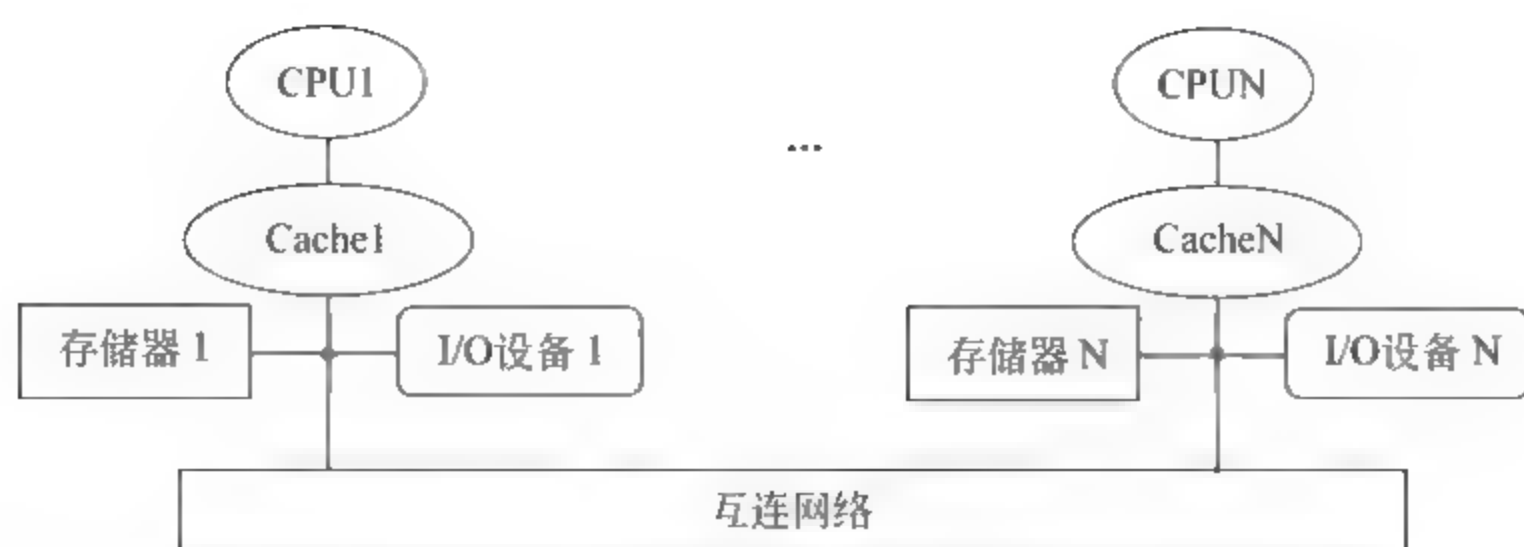 CPU1
CPUN
...
Cache1
CacheN
存储器 1
I/O设备 1
存储器 N
I/O设备 N
互连网络